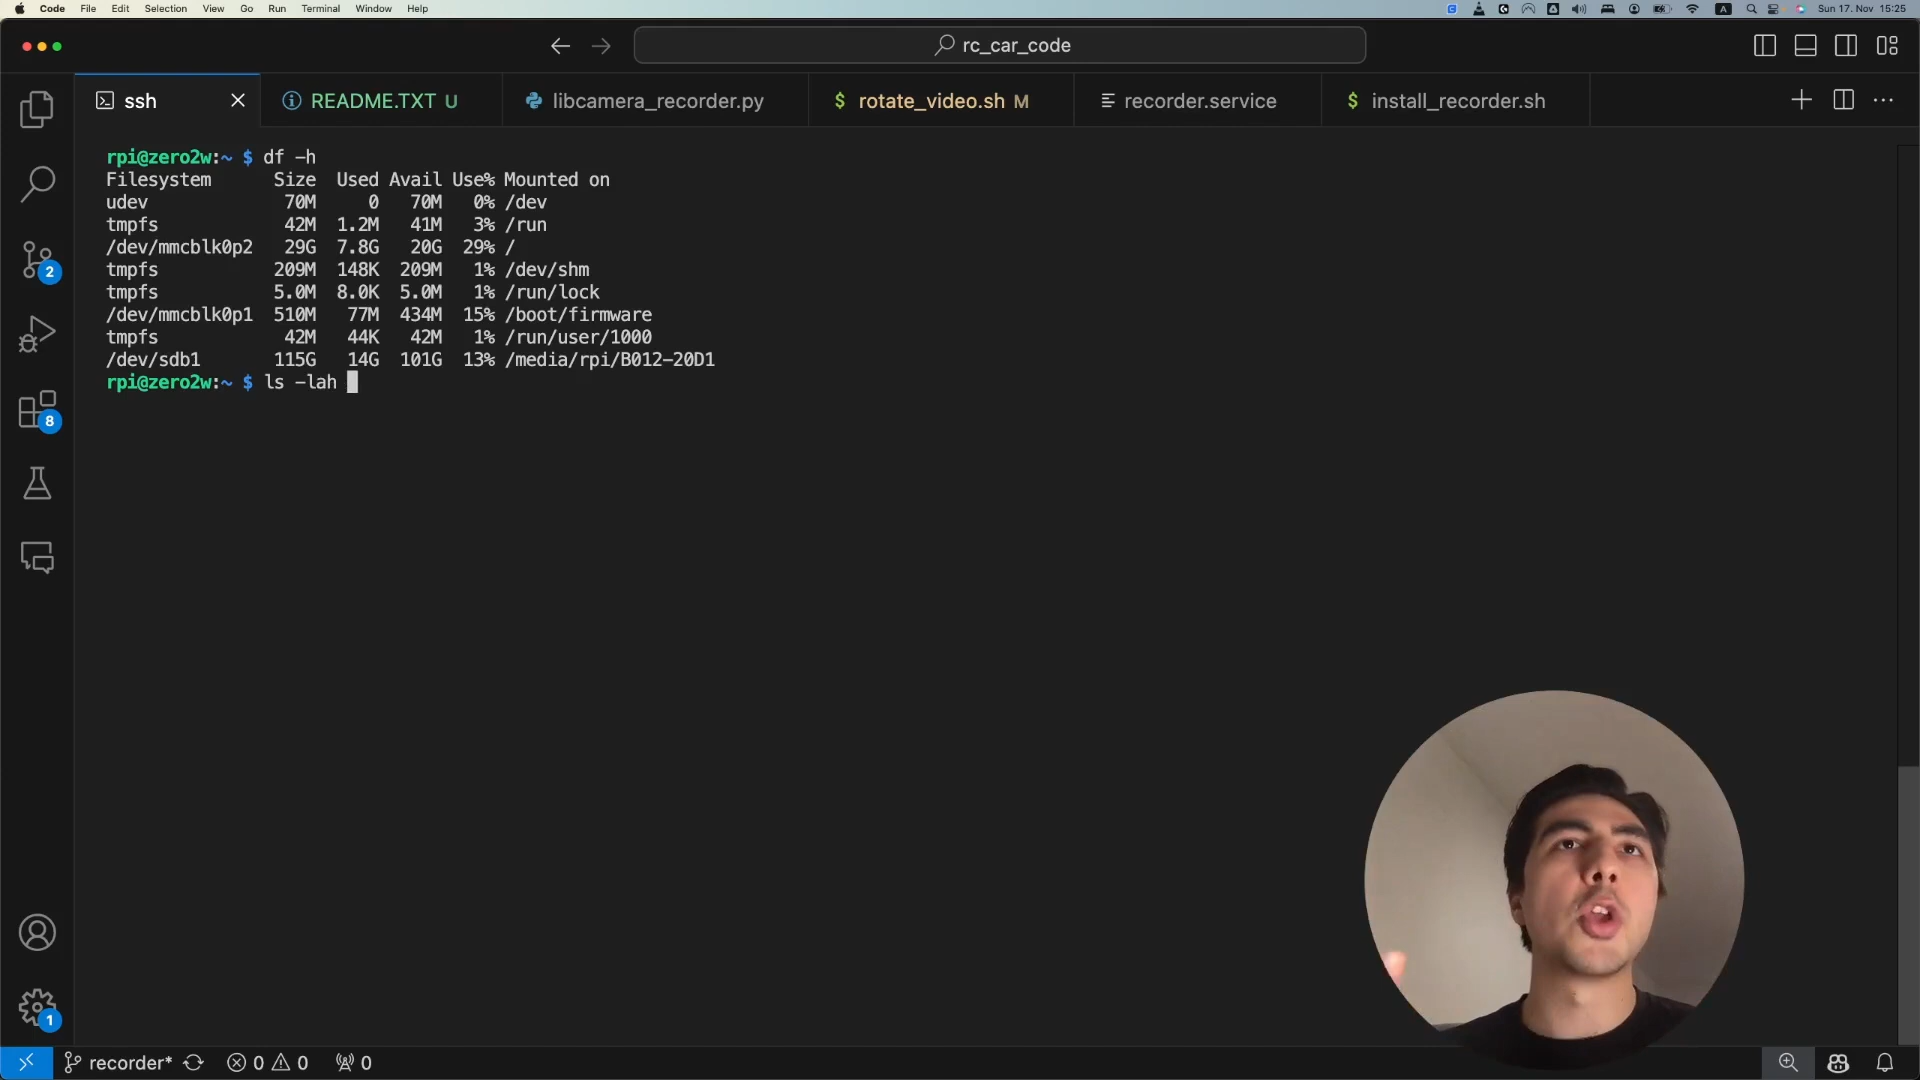 Code File Edit Selection View Go Run Terminal Window Help
A Sun 17. Nov 15:25
rc_car_code
ssh README.TXT U libcamera_recorder.py $ rotate_video.sh M recorder.service $ install_recorder.sh
rpi@zero2w:~ $ df -h
Filesystem Size Used Avail Use% Mounted on
udev 70M 0 70M 0% /dev
tmpfs 42M 1.2M 41M 3% /run
/dev/mmcblk0p2 29G 7.8G 20G 29% /
tmpfs 209M 148K 209M 1% /dev/shm
tmpfs 5.0M 8.0K 5.0M 1% /run/lock
/dev/mmcblk0p1 510M 77M 434M 15% /boot/firmware
tmpfs 42M 44K 42M 1% /run/user/1000
/dev/sdb1 115G 14G 101G 13% /media/rpi/B012-20D1
rpi@zero2w:~ $ ls -lah
2
8
1
recorder* 0 0 0